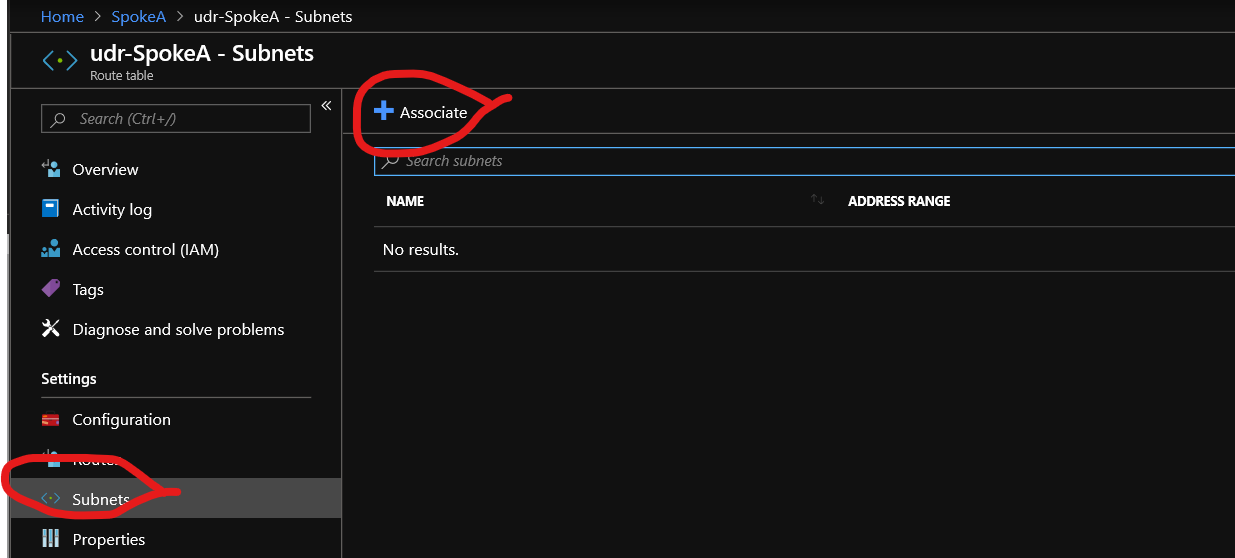 Home > SpokeA > udr-SpokeA - Subnets
udr-SpokeA - Subnets
Route table
Search (Ctrl+/)
«
Overview
Activity log
Access control (IAM)
Tags
Diagnose and solve problems
Settings
Configuration
Routes
Subnets
Properties
Associate
Search subnets
NAME
ADDRESS RANGE
No results.